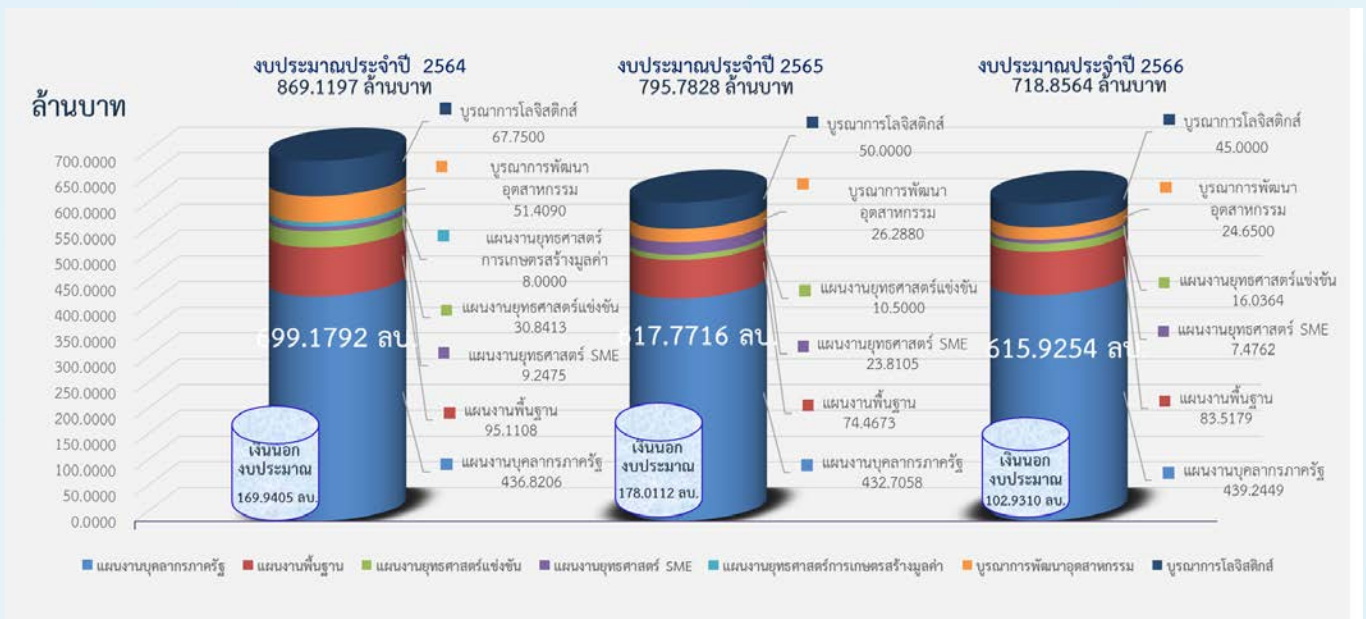 งบประมาณประจำปี 2564
869.1197 ล้านบาท
งบประมาณประจำปี 2565
795.7828 ล้านบาท
งบประมาณประจำปี 2566
718.8564 ล้านบาท
ล้านบาท
700.0000
650.0000
600.0000
550.0000
500.0000
450.0000
400.0000
350.0000
300.0000
250.0000
200.0000
150.0000
100.0000
50.0000
0.0000
บูรณาการโลจิสติกส์
67.7500
บูรณาการพัฒนา
อุตสาหกรรม
51.4090
แผนงานยุทธศาสตร์
การเกษตรสร้างมูลค่า
8.0000
แผนงานยุทธศาสตร์แข่งขัน
30.8413
แผนงานยุทธศาสตร์ SME
9.2475
แผนงานพื้นฐาน
95.1108
แผนงานบุคลากรภาครัฐ
436.8206
699.1792 ลบ.
เงินนอก
งบประมาณ
169.9405 ลบ.
บูรณาการโลจิสติกส์
50.0000
บูรณาการพัฒนา
อุตสาหกรรม
26.2880
แผนงานยุทธศาสตร์แข่งขัน
10.5000
แผนงานยุทธศาสตร์ SME
23.8105
แผนงานพื้นฐาน
74.4673
แผนงานบุคลากรภาครัฐ
432.7058
617.7716 ลบ.
เงินนอก
งบประมาณ
178.0112 ลบ.
บูรณาการโลจิสติกส์
45.0000
บูรณาการพัฒนา
อุตสาหกรรม
24.6500
แผนงานยุทธศาสตร์แข่งขัน
16.0364
แผนงานยุทธศาสตร์ SME
7.4762
แผนงานพื้นฐาน
83.5179
แผนงานบุคลากรภาครัฐ
439.2449
615.9254 ลบ.
เงินนอก
งบประมาณ
102.9310 ลบ.
แผนงานบุคลากรภาครัฐ แผนงานพื้นฐาน แผนงานยุทธศาสตร์แข่งขัน แผนงานยุทธศาสตร์ SME แผนงานยุทธศาสตร์การเกษตรสร้างมูลค่า บูรณาการพัฒนาอุตสาหกรรม บูรณาการโลจิสติกส์